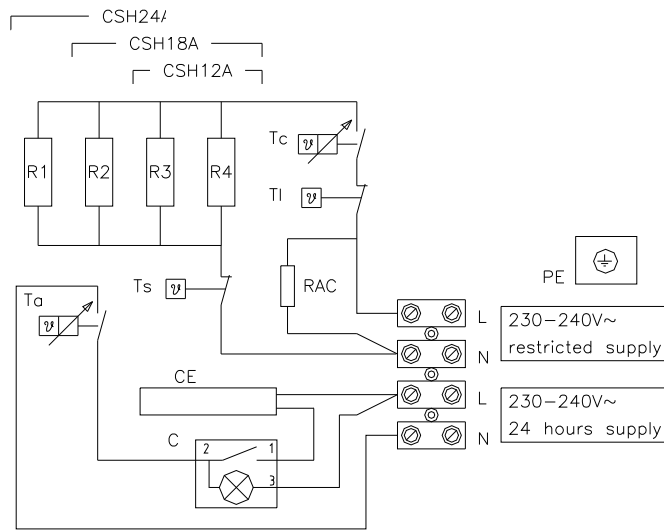 CSH24A
CSH18A
CSH12A
Tc
R1 R2 R3 R4
Tl
Ts
RAC
PE
Ta
L
230-240V~
N
restricted supply
CE
L
230-240V~
C
2 1
N
24 hours supply
3